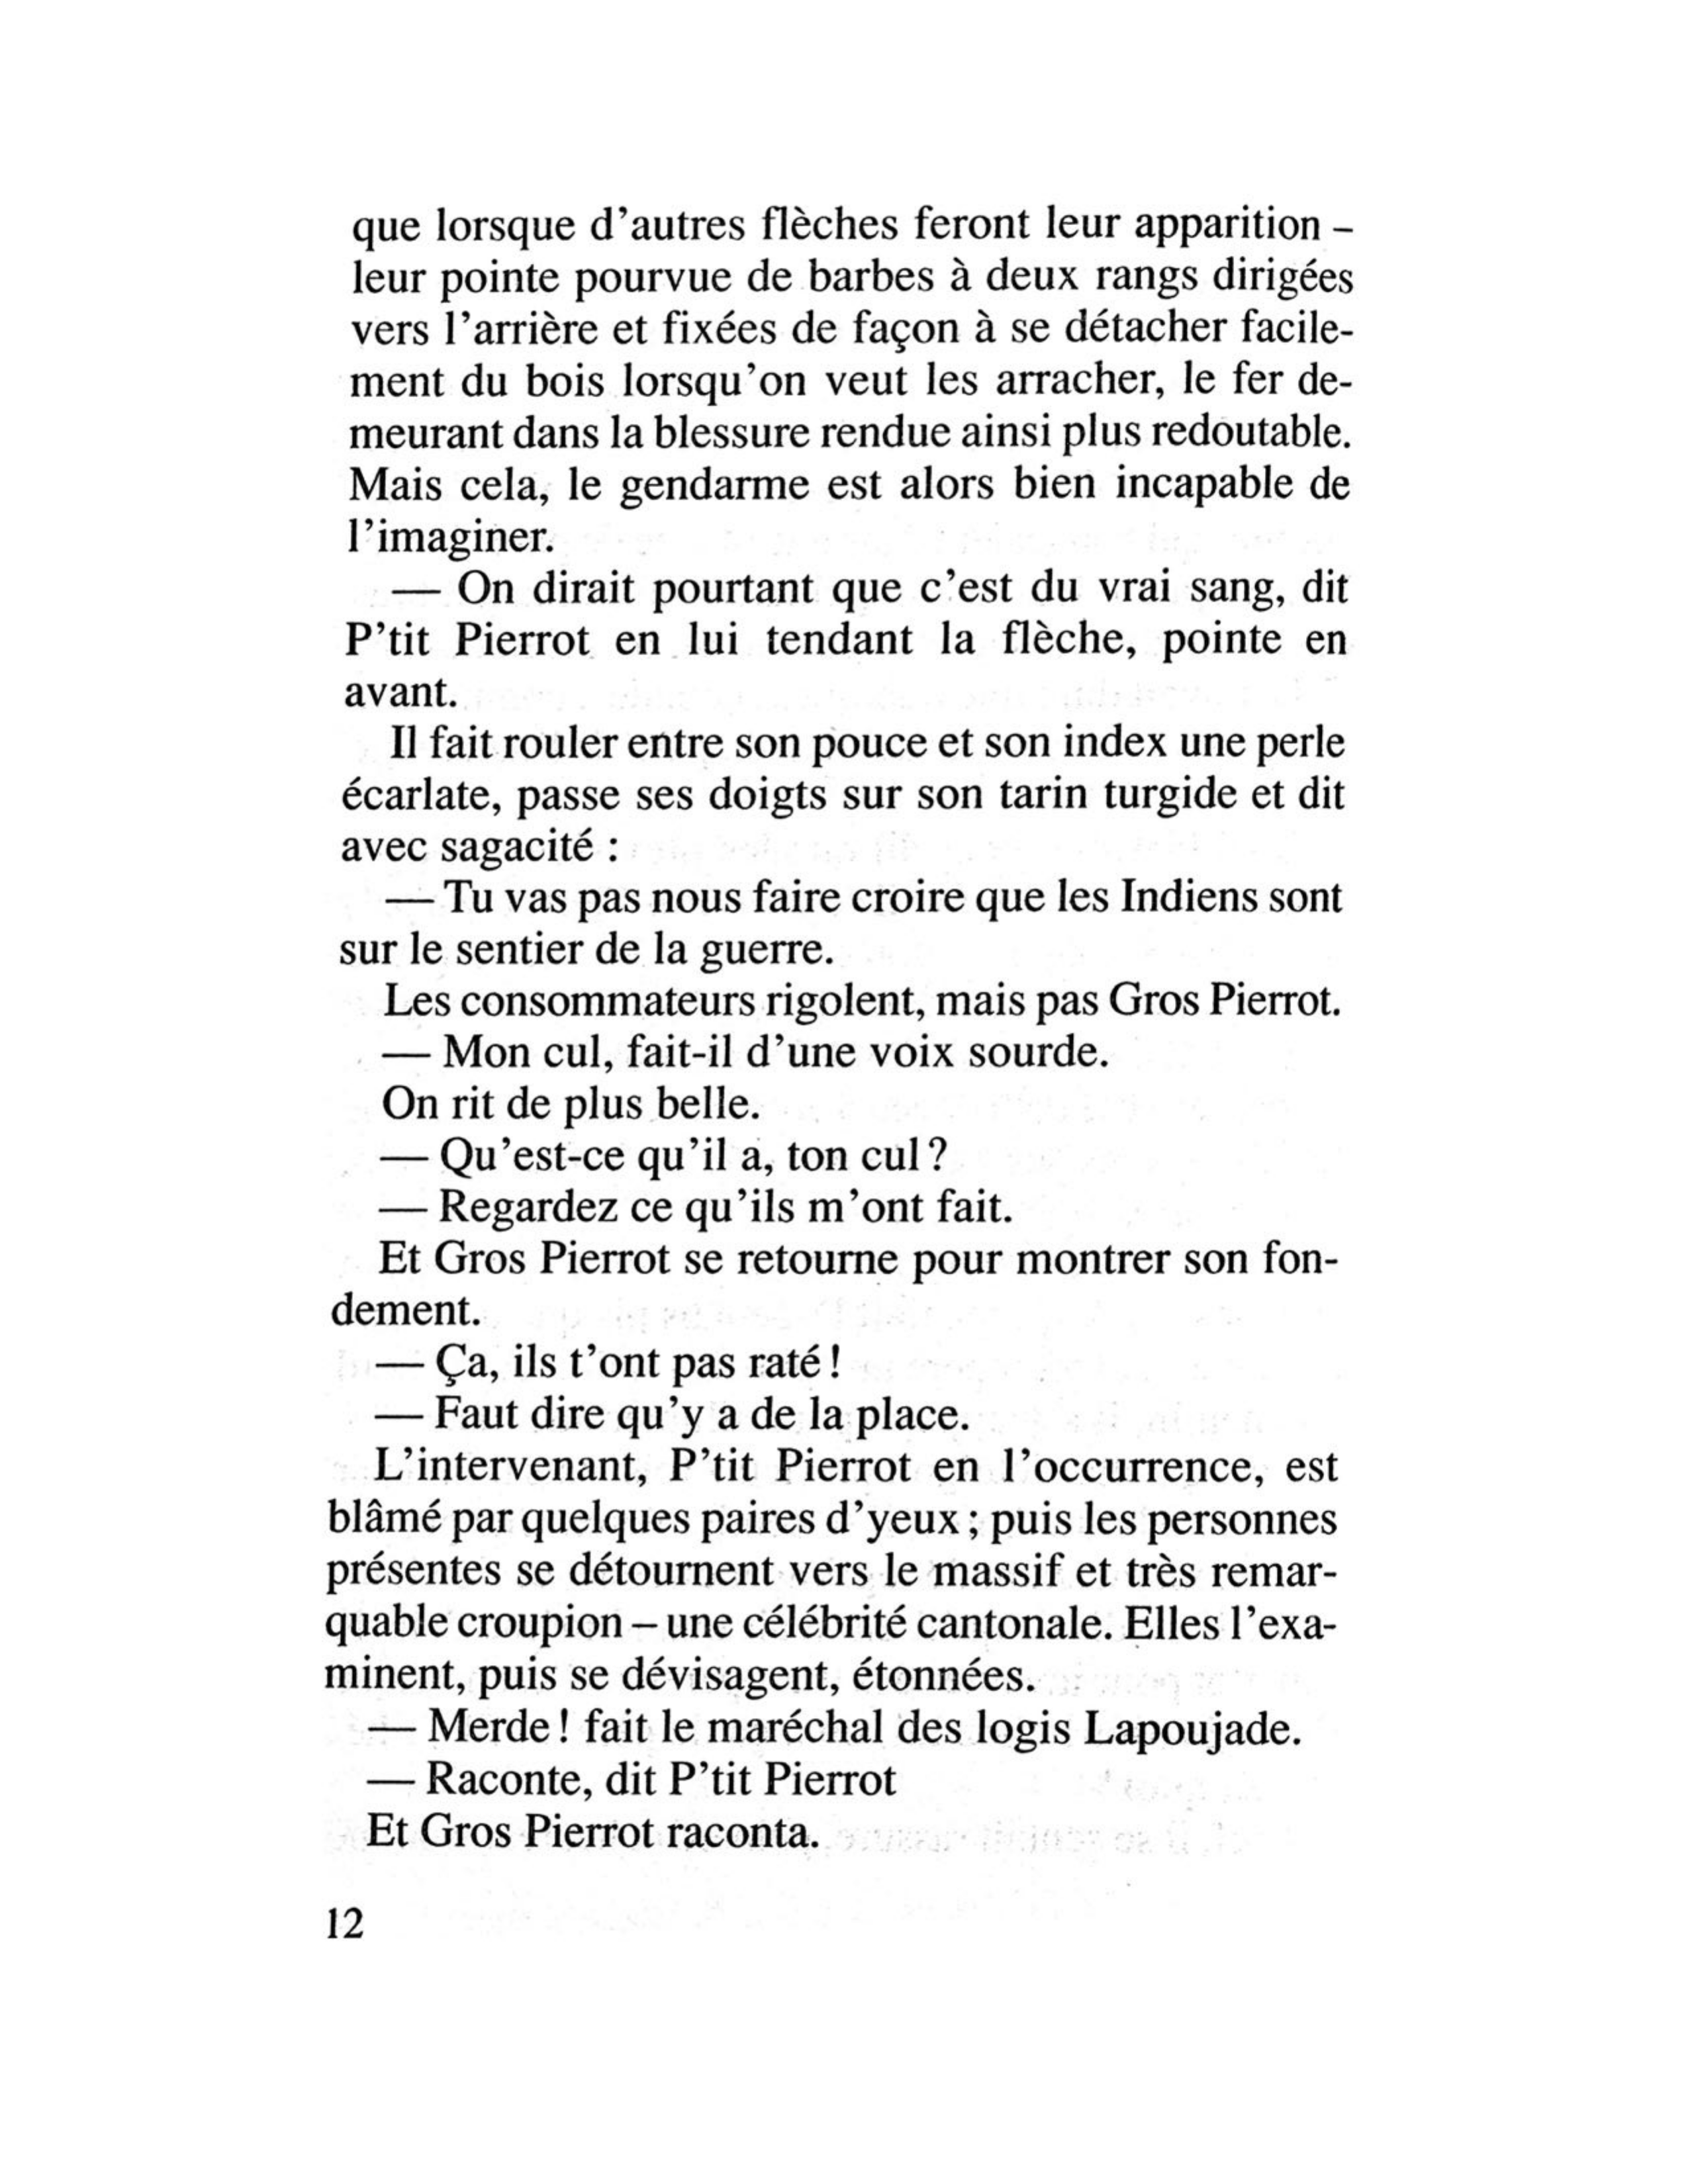 que lorsque d’autres flèches feront leur apparition –
leur pointe pourvue de barbes à deux rangs dirigées
vers l’arrière et fixées de façon à se détacher facile-
ment du bois lorsqu’on veut les arracher, le fer de-
meurant dans la blessure rendue ainsi plus redoutable.
Mais cela, le gendarme est alors bien incapable de
l’imaginer.
— On dirait pourtant que c’est du vrai sang, dit
P’tit Pierrot en lui tendant la flèche, pointe en
avant.
Il fait rouler entre son pouce et son index une perle
écarlate, passe ses doigts sur son tarin turgide et dit
avec sagacité :
— Tu vas pas nous faire croire que les Indiens sont
sur le sentier de la guerre.
Les consommateurs rigolent, mais pas Gros Pierrot.
— Mon cul, fait-il d’une voix sourde.
On rit de plus belle.
— Qu’est-ce qu’il a, ton cul ?
— Regardez ce qu’ils m’ont fait.
Et Gros Pierrot se retourne pour montrer son fon-
dement.
— Ça, ils t’ont pas raté !
— Faut dire qu’y a de la place.
L’intervenant, P’tit Pierrot en l’occurrence, est
blâmé par quelques paires d’yeux ; puis les personnes
présentes se détournent vers le massif et très remar-
quable croupion – une célébrité cantonale. Elles l’exa-
minent, puis se dévisagent, étonnées.
— Merde ! fait le maréchal des logis Lapoujade.
— Raconte, dit P’tit Pierrot
Et Gros Pierrot raconta.
12